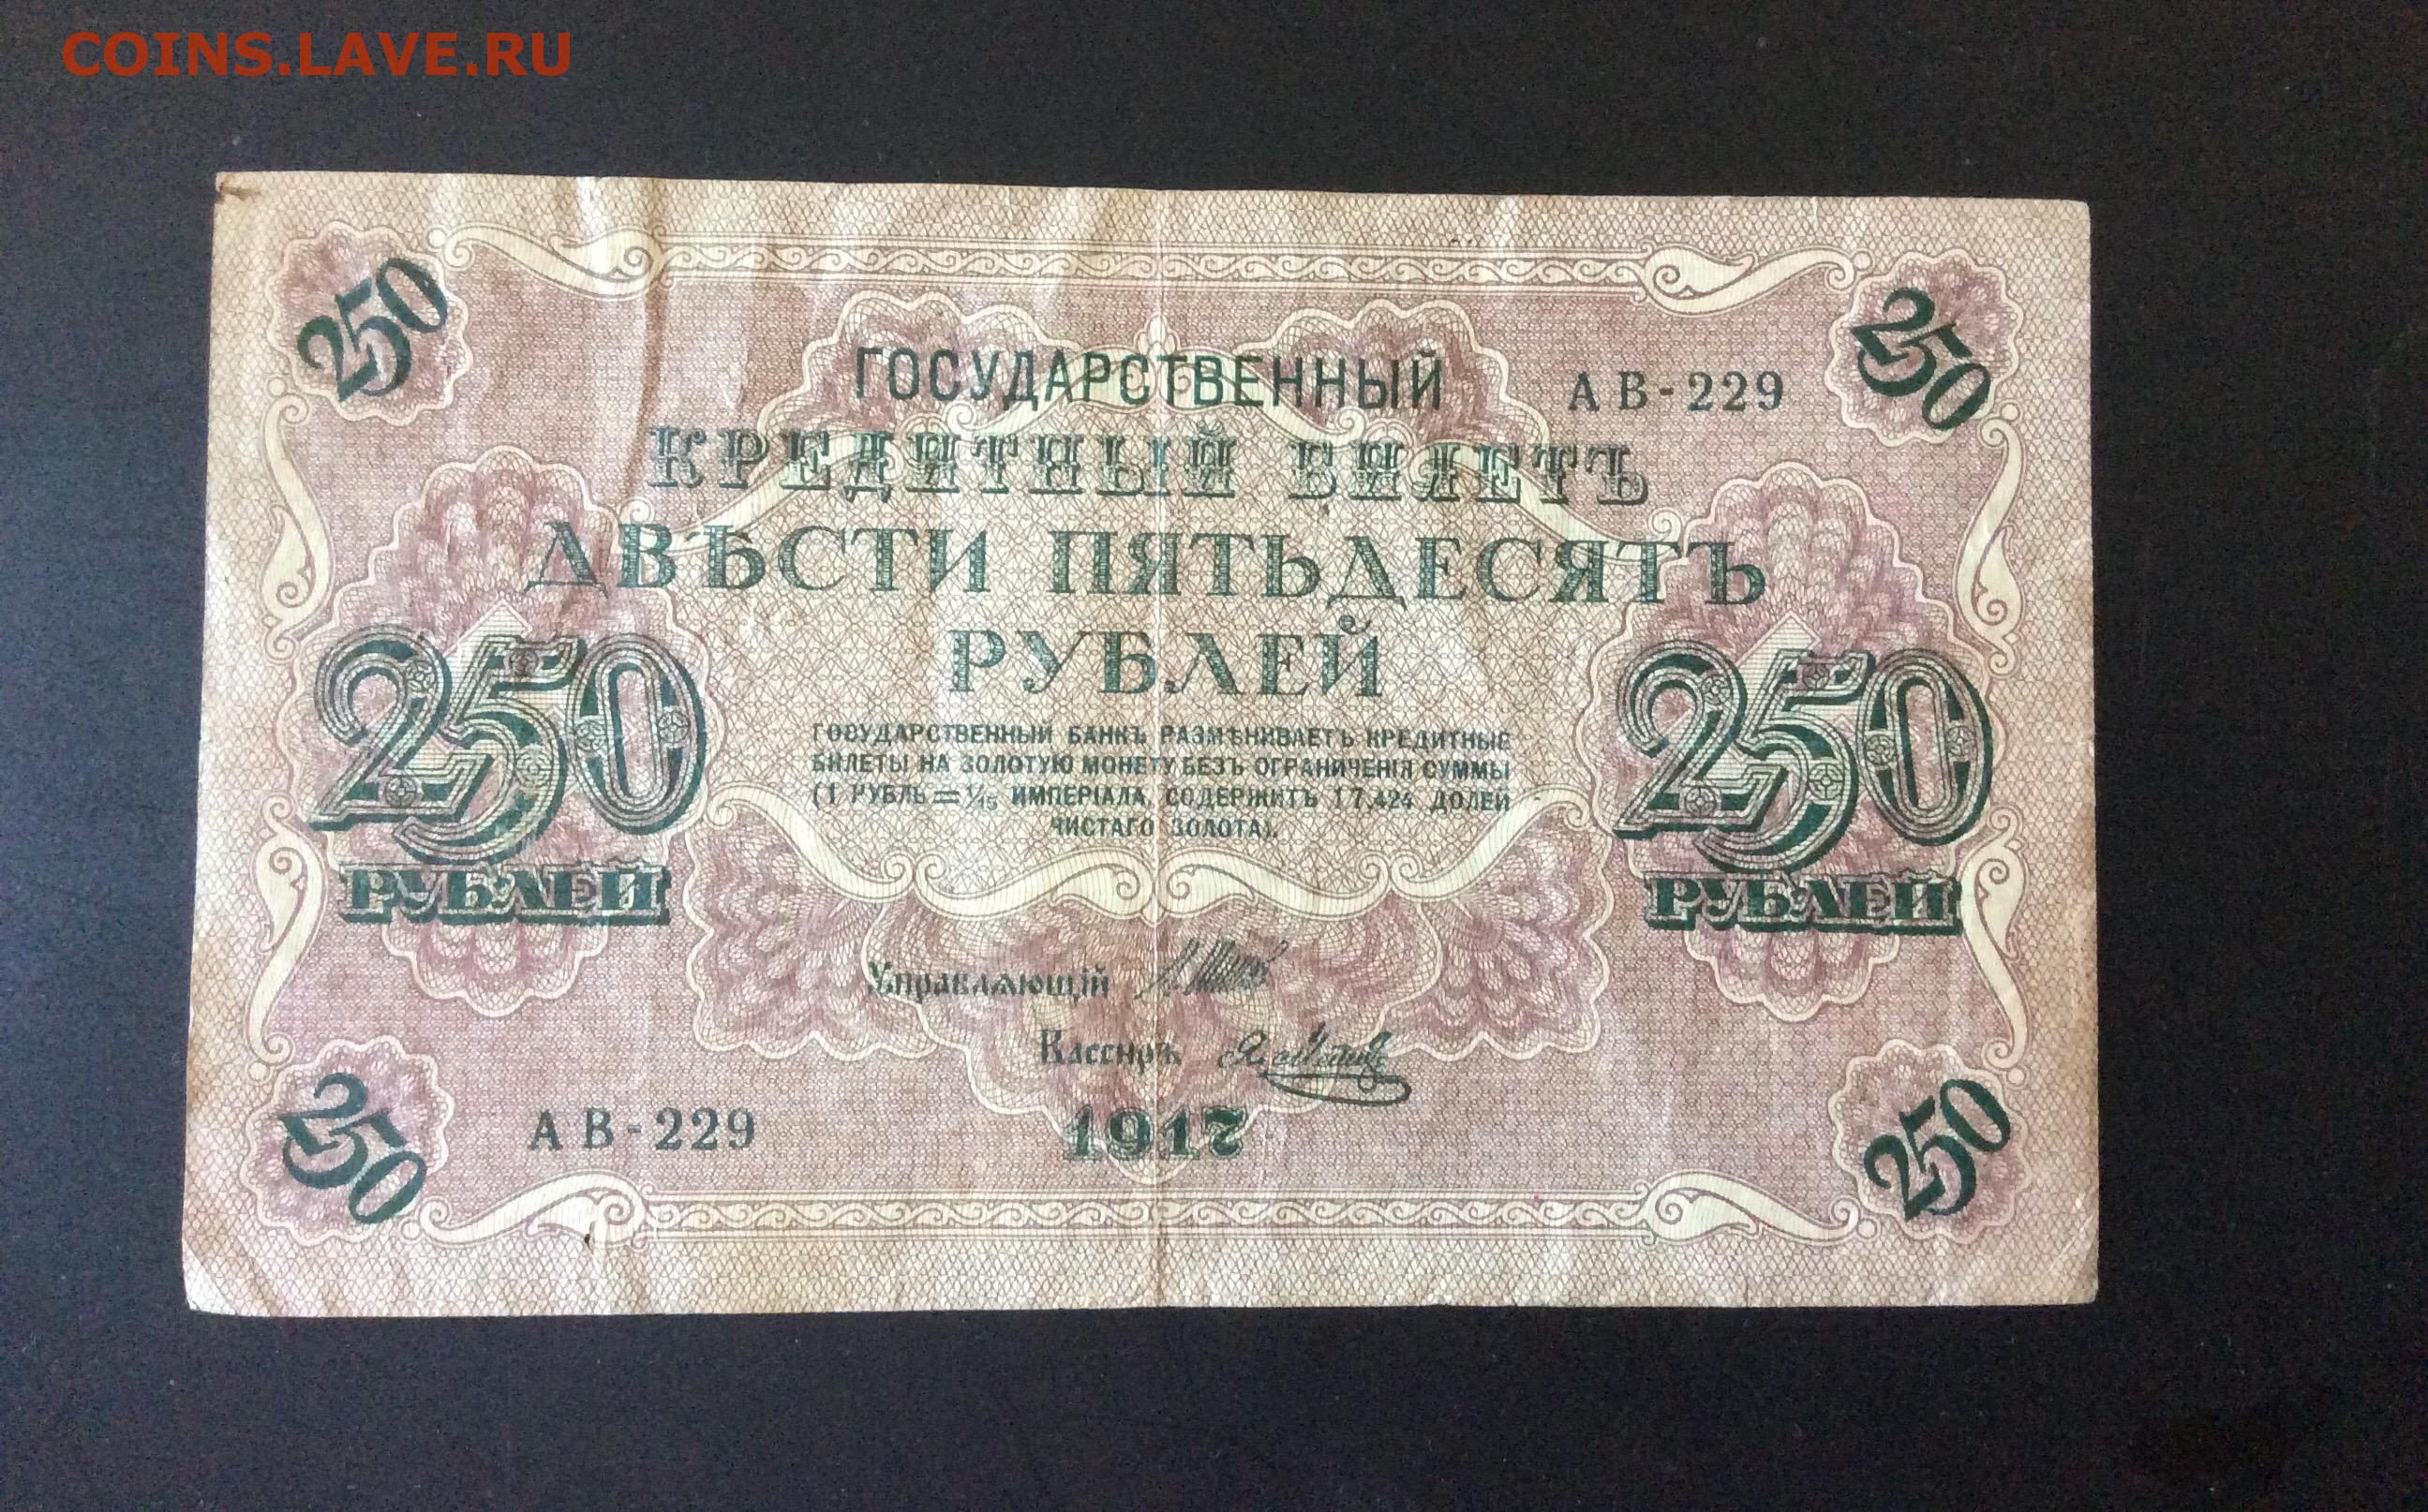 COINS.LAVE.RU
250
250
ГОСУДАРСТВЕННЫЙ
АВ-229
КРЕДИТНЫЙ БИЛЕТЪ
ДВѢСТИ ПЯТЬДЕСЯТЪ
РУБЛЕЙ
250
РУБЛЕЙ
250
РУБЛЕЙ
ГОСУДАРСТВЕННЫЙ БАНКЪ РАЗМѢНИВАЕТЪ КРЕДИТНЫЕ
БИЛЕТЫ НА ЗОЛОТУЮ МОНЕТУ БЕЗЪ ОГРАНИЧЕНІЯ СУММЫ
(1 РУБЛЬ = 1/15 ИМПЕРІАЛА, СОДЕРЖИТЪ 17,424 ДОЛЕЙ
ЧИСТАГО ЗОЛОТА).
Управляющій
Кассиръ
АВ-229
1917
250
250